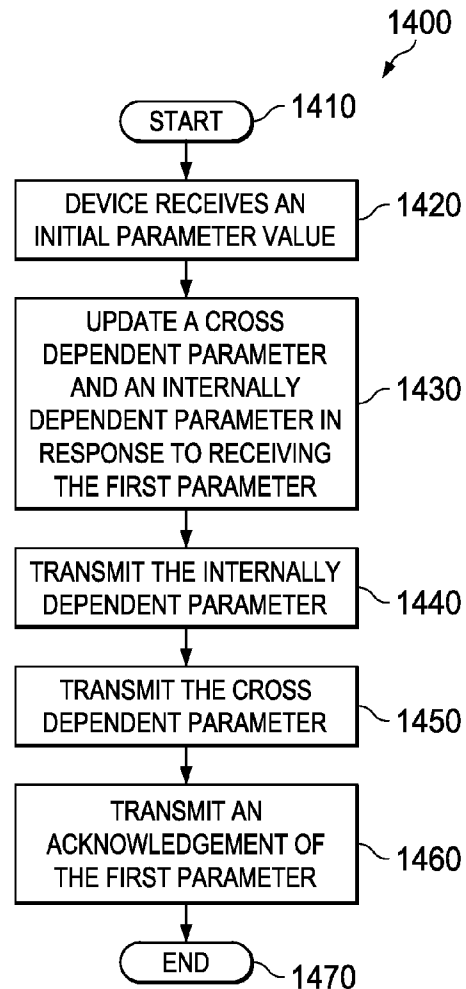 1400
START
1410
DEVICE RECEIVES AN
INITIAL PARAMETER VALUE
1420
UPDATE A CROSS
DEPENDENT PARAMETER
AND AN INTERNALLY
DEPENDENT PARAMETER IN
RESPONSE TO RECEIVING
THE FIRST PARAMETER
1430
TRANSMIT THE INTERNALLY
DEPENDENT PARAMETER
1440
TRANSMIT THE CROSS
DEPENDENT PARAMETER
1450
TRANSMIT AN
ACKNOWLEDGEMENT OF
THE FIRST PARAMETER
1460
END
1470